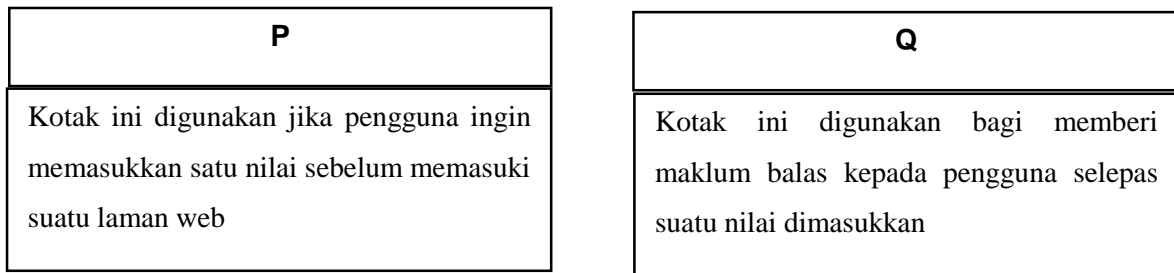 P
Kotak ini digunakan jika pengguna ingin
memasukkan satu nilai sebelum memasuki
suatu laman web
Q
Kotak ini digunakan bagi memberi
maklum balas kepada pengguna selepas
suatu nilai dimasukkan